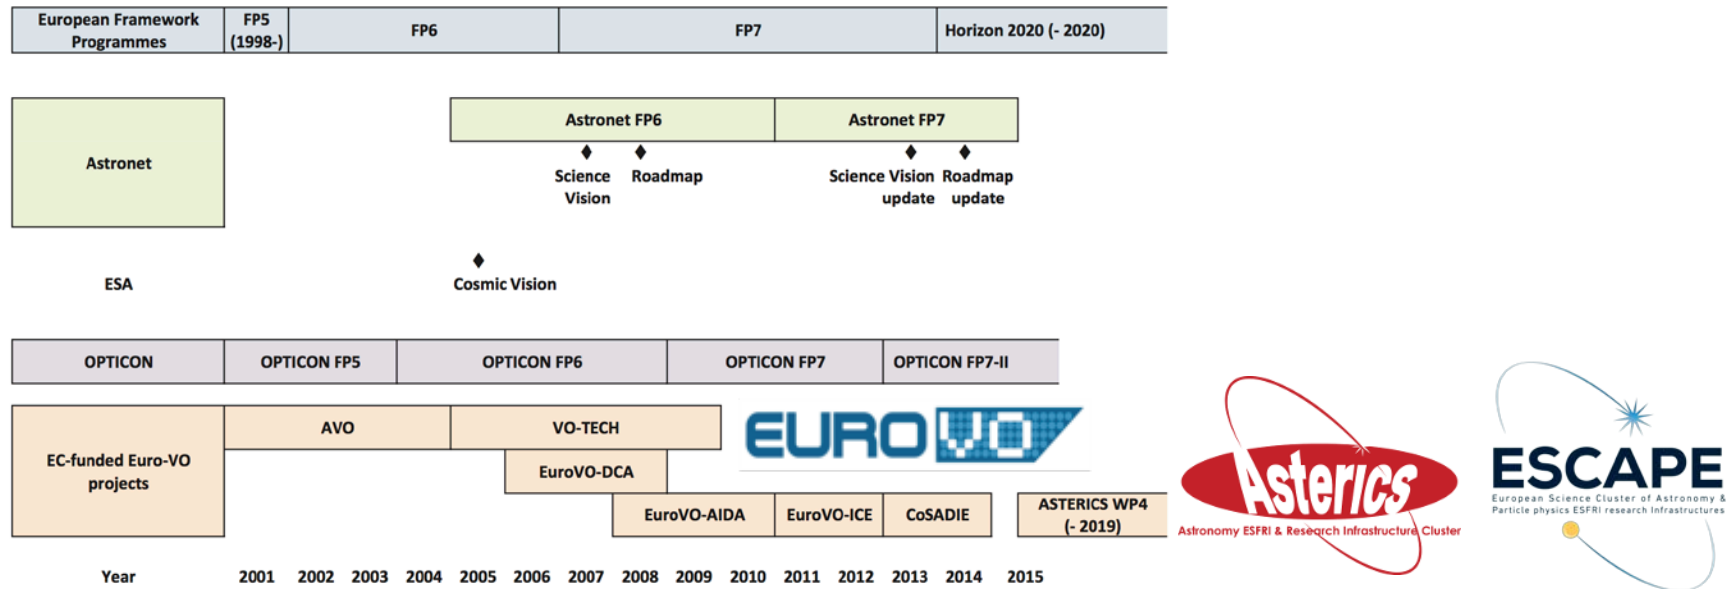 European Framework
Programmes
FP5
(1998-)
FP6
FP7
Horizon 2020 (- 2020)
Astronet
Astronet FP6
Astronet FP7
Science
Vision
Roadmap
Science Vision
update
Roadmap
update
ESA
Cosmic Vision
OPTICON
OPTICON FP5
OPTICON FP6
OPTICON FP7
OPTICON FP7-II
EC-funded Euro-VO
projects
AVO
VO-TECH
EURO VO
EuroVO-DCA
EuroVO-AIDA
EuroVO-ICE
CoSADIE
ASTERICS WP4
(- 2019)
Asterics
Astronomy ESFRI & Research Infrastructure Cluster
ESCAPE
European Science Cluster of Astronomy &
Particle physics ESFRI research Infrastructures
Year
2001 2002 2003 2004 2005 2006 2007 2008 2009 2010 2011 2012 2013 2014 2015